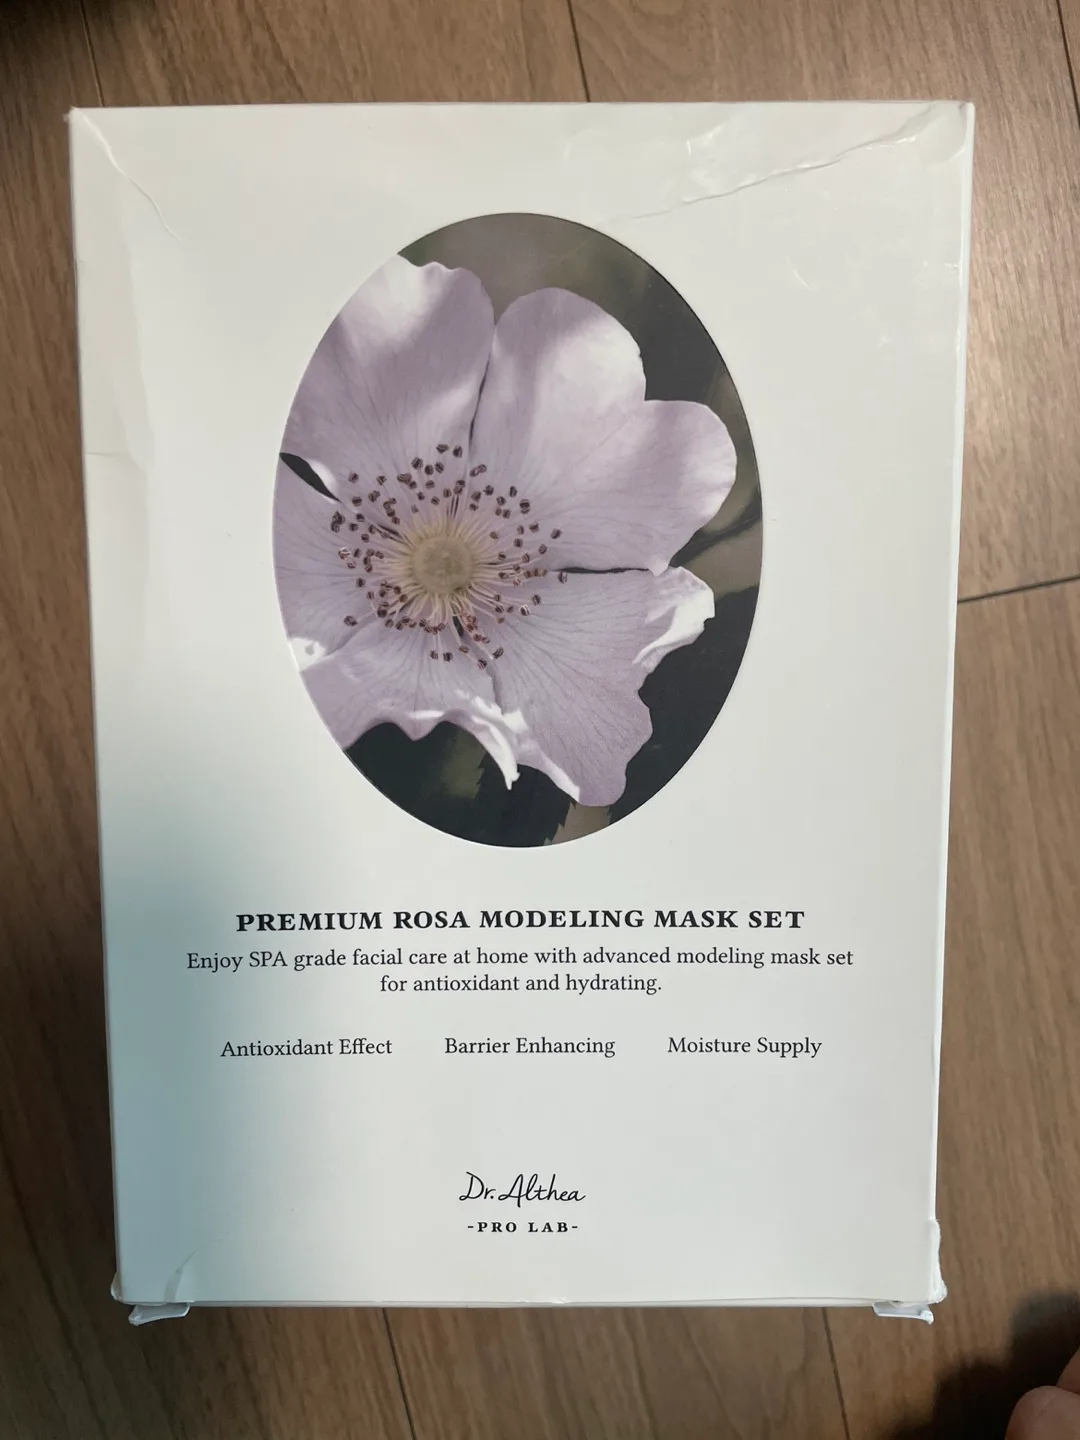 PREMIUM ROSA MODELING MASK SET
Enjoy SPA grade facial care at home with advanced modeling mask set
for antioxidant and hydrating.
Antioxidant Effect Barrier Enhancing Moisture Supply
Dr.Althea
-PRO LAB-